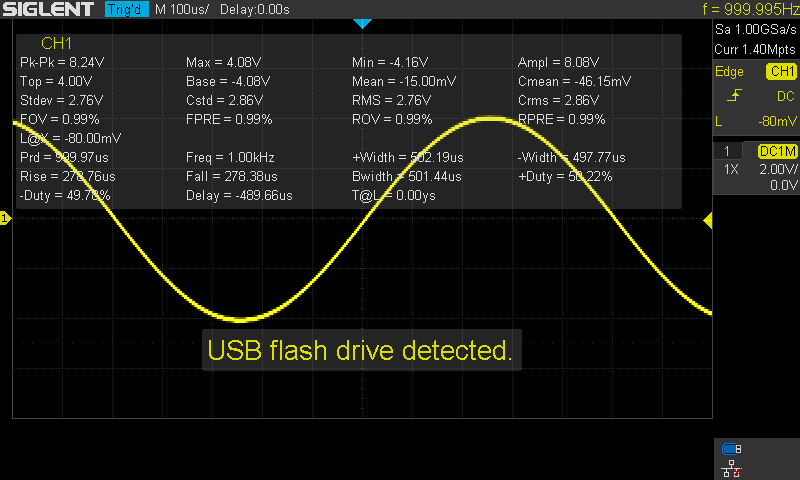 SIGLENT Trig'd M 100us/ Delay:0.00s f = 999.995Hz
Sa 1.00GSa/s
Curr 1.40Mpts
Edge CH1
DC
L -80mV
1 DC1M
1X 2.00V/
0.0V
CH1
Pk-Pk = 8.24V Max = 4.08V Min = -4.16V Ampl = 8.08V
Top = 4.00V Base = -4.08V Mean = -15.00mV Cmean = -46.15mV
Stdev = 2.76V Cstd = 2.86V RMS = 2.76V Crms = 2.86V
FOV = 0.99% FPRE = 0.99% ROV = 0.99% RPRE = 0.99%
L@X = -80.00mV
Prd = 999.97us Freq = 1.00kHz +Width = 502.19us -Width = 497.77us
Rise = 278.76us Fall = 278.38us Bwidth = 501.44us +Duty = 50.22%
-Duty = 49.78% Delay = -489.66us T@L = 0.00ys
1
USB flash drive detected.